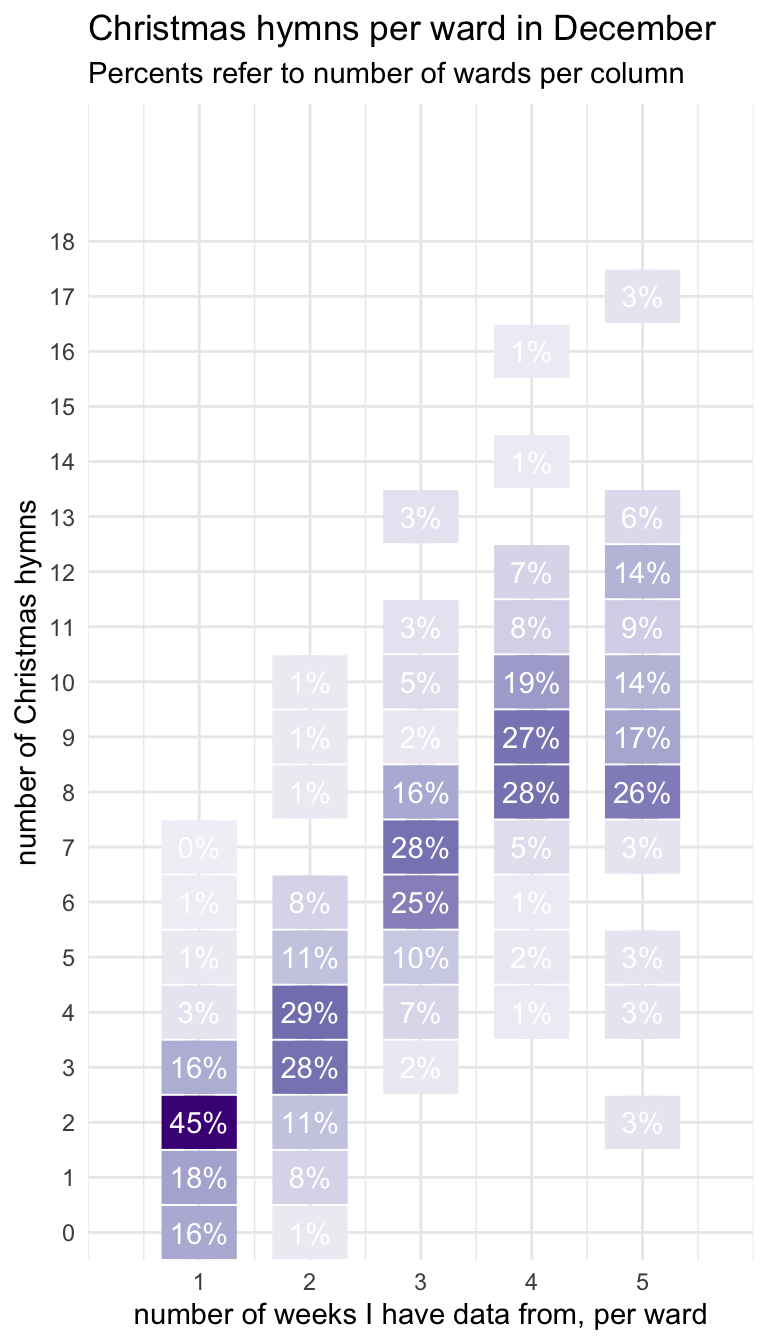 Christmas hymns per ward in December
Percents refer to number of wards per column
18
17 3%
16 1%
15
14 1%
13 3% 6%
12 7% 14%
11 3% 8% 9%
10 1% 5% 19% 14%
9 1% 2% 27% 17%
8 1% 16% 28% 26%
7 0% 28% 5% 3%
6 1% 8% 25% 1%
5 1% 11% 10% 2% 3%
4 3% 29% 7% 1% 3%
3 16% 28% 2%
2 45% 11% 3%
1 18% 8%
0 16% 1%
1 2 3 4 5
number of weeks I have data from, per ward
number of Christmas hymns